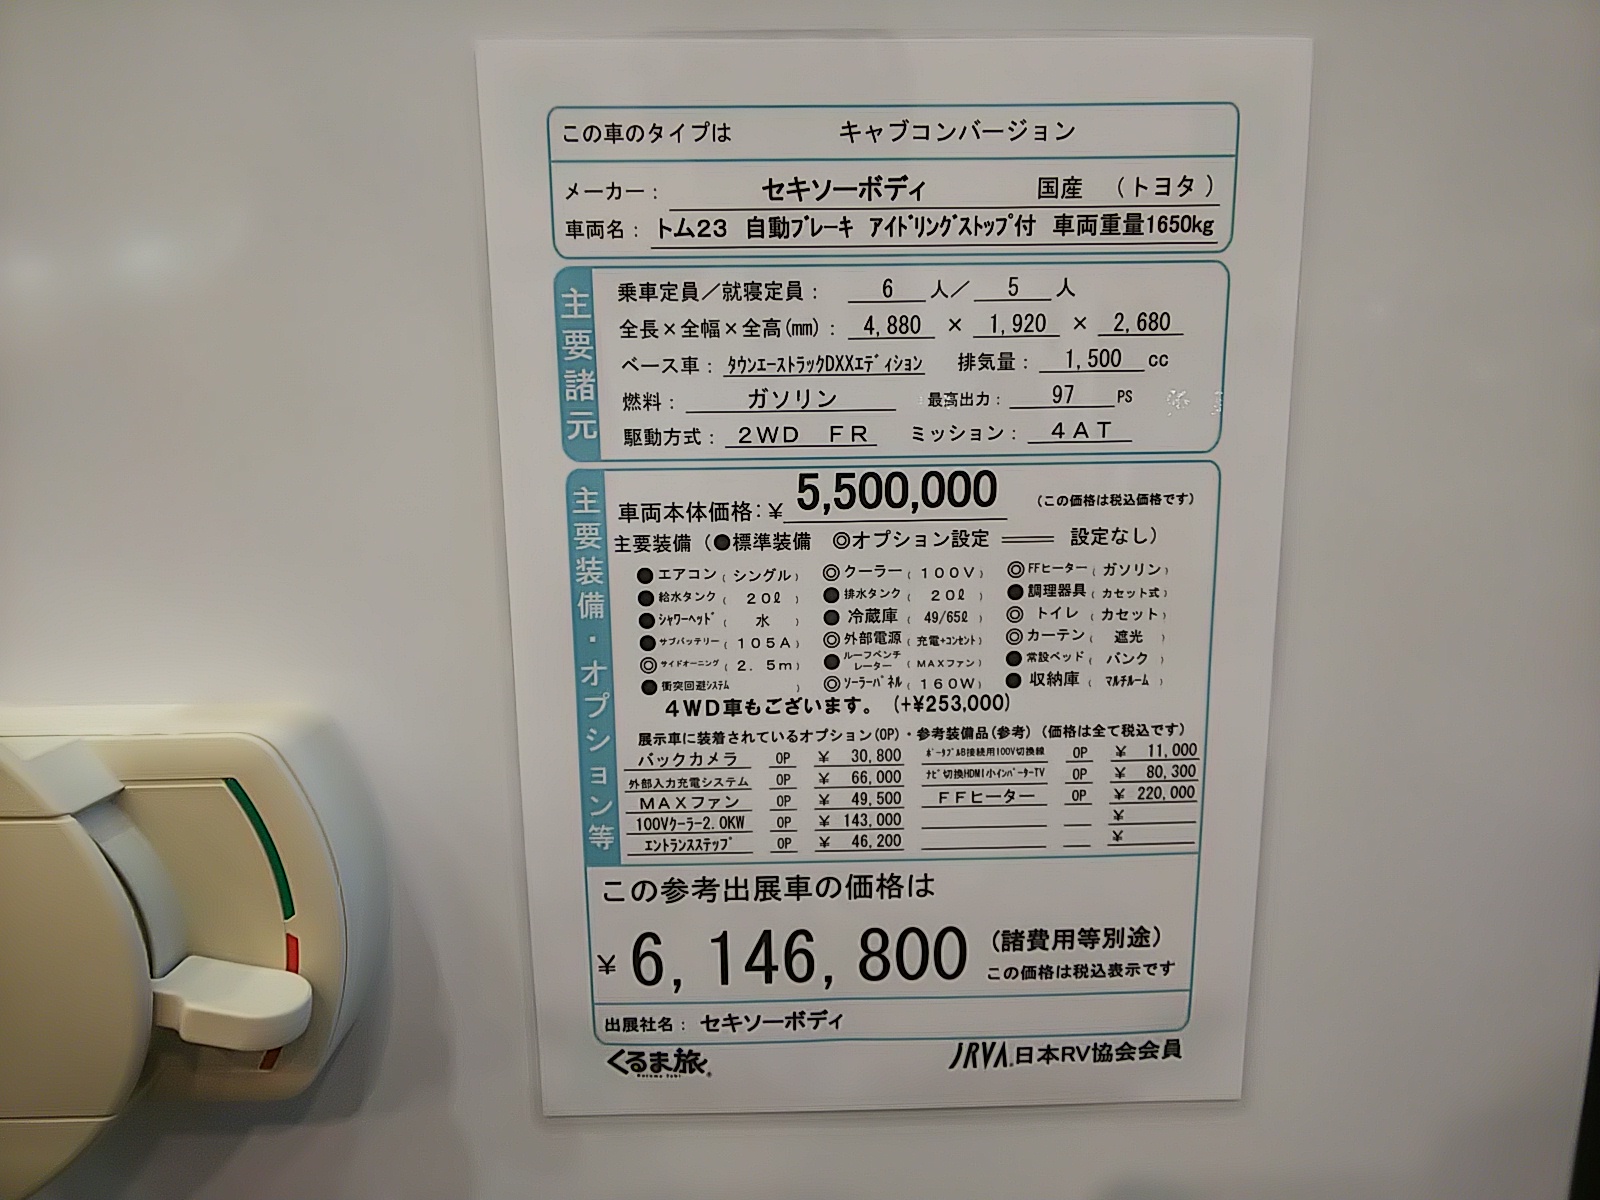 この車のタイプは キャブコンバージョン
メーカー: セキソーボディ 国産 (トヨタ)
車両名: トム23 自動ブレーキ アイドリングストップ付 車両重量1650kg
主要諸元
乗車定員/就寝定員: 6 人/ 5 人
全長×全幅×全高(mm): 4,880 × 1,920 × 2,680
ベース車: タウンエーストラックDXXエディション 排気量: 1,500 cc
燃料: ガソリン 最高出力: 97 PS
駆動方式: 2WD FR ミッション: 4AT
主要装備・オプション等
車両本体価格:¥ 5,500,000 (この価格は税込価格です)
主要装備 (●標準装備 ◎オプション設定 ═══ 設定なし)
●エアコン(シングル) ◎クーラー(100V) ◎FFヒーター(ガソリン)
●給水タンク(20ℓ) ●排水タンク(20ℓ) ●調理器具(カセット式)
●シャワーヘッド(水) ●冷蔵庫(49/65ℓ) ◎トイレ(カセット)
●サブバッテリー(105A) ◎外部電源(充電+コンセント) ◎カーテン(遮光)
◎サイドオーニング(2.5m) ●ルーフベンチレーター(MAXファン) ●常設ベッド(バンク)
●衝突回避システム ) ◎ソーラーパネル(160W) ●収納庫(マルチルーム)
4WD車もございます。(+¥253,000)
展示車に装着されているオプション(OP)・参考装備品(参考)(価格は全て税込です)
バックカメラ OP ¥ 30,800 ポータブルAB接続用100V切換線 OP ¥ 11,000
外部入力充電システム OP ¥ 66,000 ナビ切換HDMI小インバーターTV OP ¥ 80,300
MAXファン OP ¥ 49,500 FFヒーター OP ¥ 220,000
100Vクーラー2.0KW OP ¥ 143,000 ¥
エントランスステップ OP ¥ 46,200 ¥
この参考出展車の価格は
¥ 6,146,800 (諸費用等別途)
この価格は税込表示です
出展社名: セキソーボディ
くるま旅 Kuruma Tabi
JRVA.日本RV協会会員